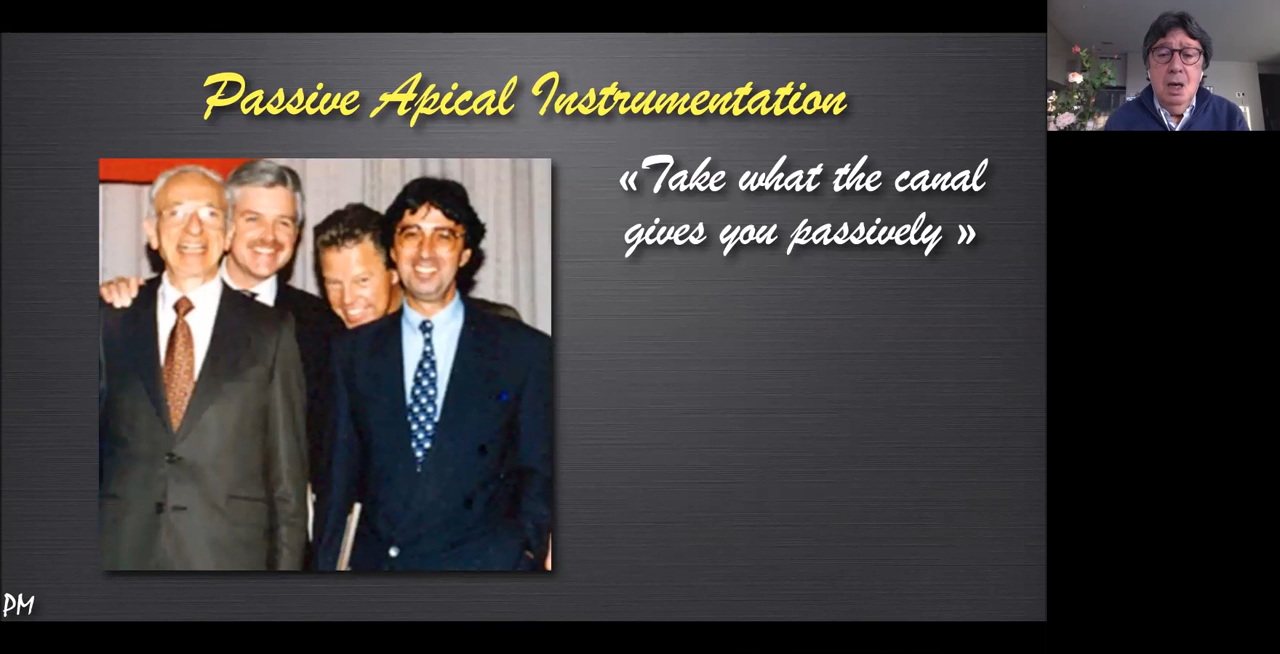 Passive Apical Instrumentation
«Take what the canal
gives you passively »
PM